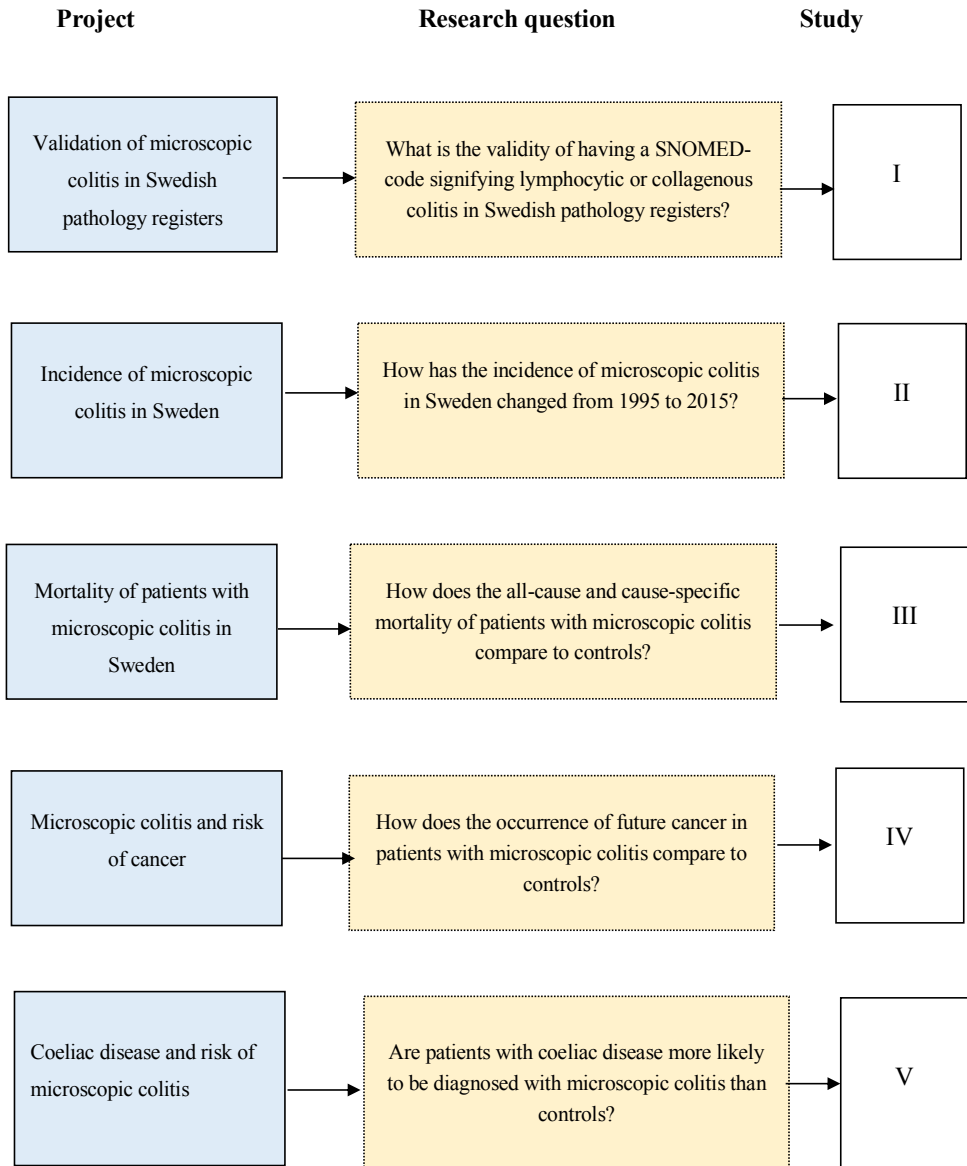 Project Research question Study
Validation of microscopic
colitis in Swedish
pathology registers
What is the validity of having a SNOMED-
code signifying lymphocytic or collagenous
colitis in Swedish pathology registers?
I
Incidence of microscopic
colitis in Sweden
How has the incidence of microscopic colitis
in Sweden changed from 1995 to 2015?
II
Mortality of patients with
microscopic colitis in
Sweden
How does the all-cause and cause-specific
mortality of patients with microscopic colitis
compare to controls?
III
Microscopic colitis and risk
of cancer
How does the occurrence of future cancer in
patients with microscopic colitis compare to
controls?
IV
Coeliac disease and risk of
microscopic colitis
Are patients with coeliac disease more likely
to be diagnosed with microscopic colitis than
controls?
V